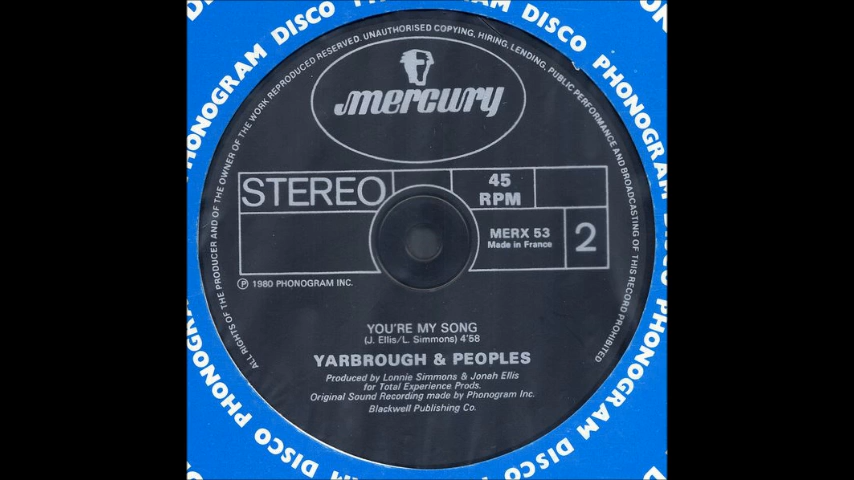 DISCO
PHONOGRAM DISCO
PHONOGRAM
DISCO PHONOGRAM
DISCO
ALL RIGHTS OF THE PRODUCER AND OF THE OWNER OF THE WORK REPRODUCED RESERVED. UNAUTHORISED COPYING, HIRING, LENDING, PUBLIC PERFORMANCE AND BROADCASTING OF THIS RECORD PROHIBITED
mercury
STEREO
45
RPM
MERX 53
Made in France
2
Ⓟ 1980 PHONOGRAM INC.
YOU'RE MY SONG
(J. Ellis/L. Simmons) 4'58
YARBROUGH & PEOPLES
Produced by Lonnie Simmons & Jonah Ellis
for Total Experience Prods.
Original Sound Recording made by Phonogram Inc.
Blackwell Publishing Co.